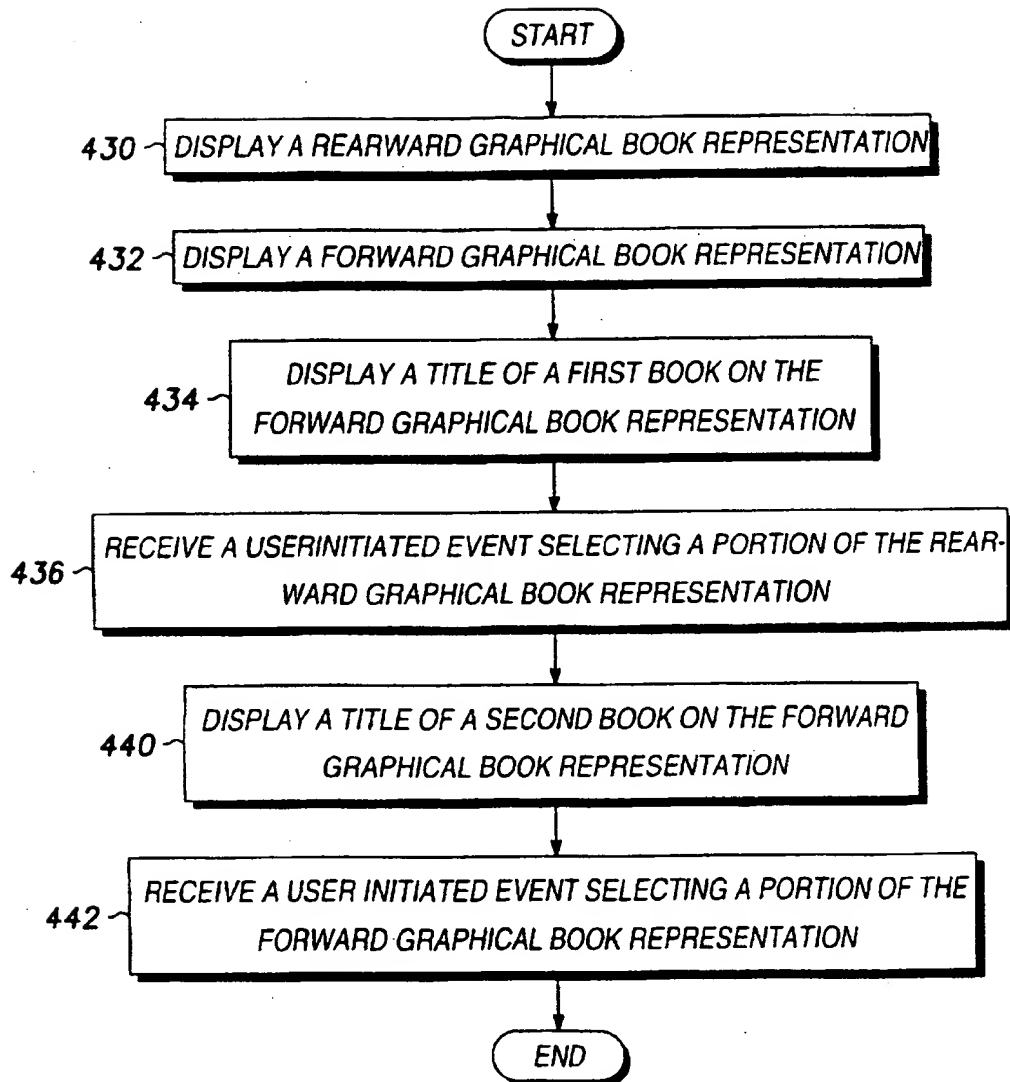 START
430 DISPLAY A REARWARD GRAPHICAL BOOK REPRESENTATION
432 DISPLAY A FORWARD GRAPHICAL BOOK REPRESENTATION
DISPLAY A TITLE OF A FIRST BOOK ON THE
434
FORWARD GRAPHICAL BOOK REPRESENTATION
RECEIVE A USERINITIATED EVENT SELECTING A PORTION OF THE REAR-
436
WARD GRAPHICAL BOOK REPRESENTATION
DISPLAY A TITLE OF A SECOND BOOK ON THE FORWARD
440
GRAPHICAL BOOK REPRESENTATION
RECEIVE A USER INITIATED EVENT SELECTING A PORTION OF THE
442
FORWARD GRAPHICAL BOOK REPRESENTATION
END